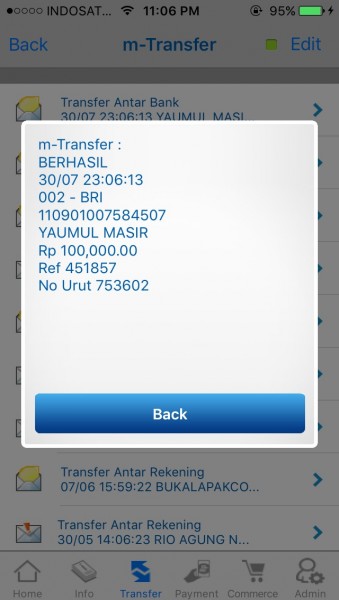 INDOSAT... 11:06 PM 95%
Back m-Transfer Edit
Transfer Antar Bank
30/07 23:06:13 YAUMUL MASI...
m-Transfer :
BERHASIL
30/07 23:06:13
002 - BRI
110901007584507
YAUMUL MASIR
Rp 100,000.00
Ref 451857
No Urut 753602
Back
Transfer Antar Rekening
07/06 15:59:22 BUKALAPAKCO...
Transfer Antar Rekening
30/05 14:06:23 RIO AGUNG N...
Home Info Transfer Payment Commerce Admin